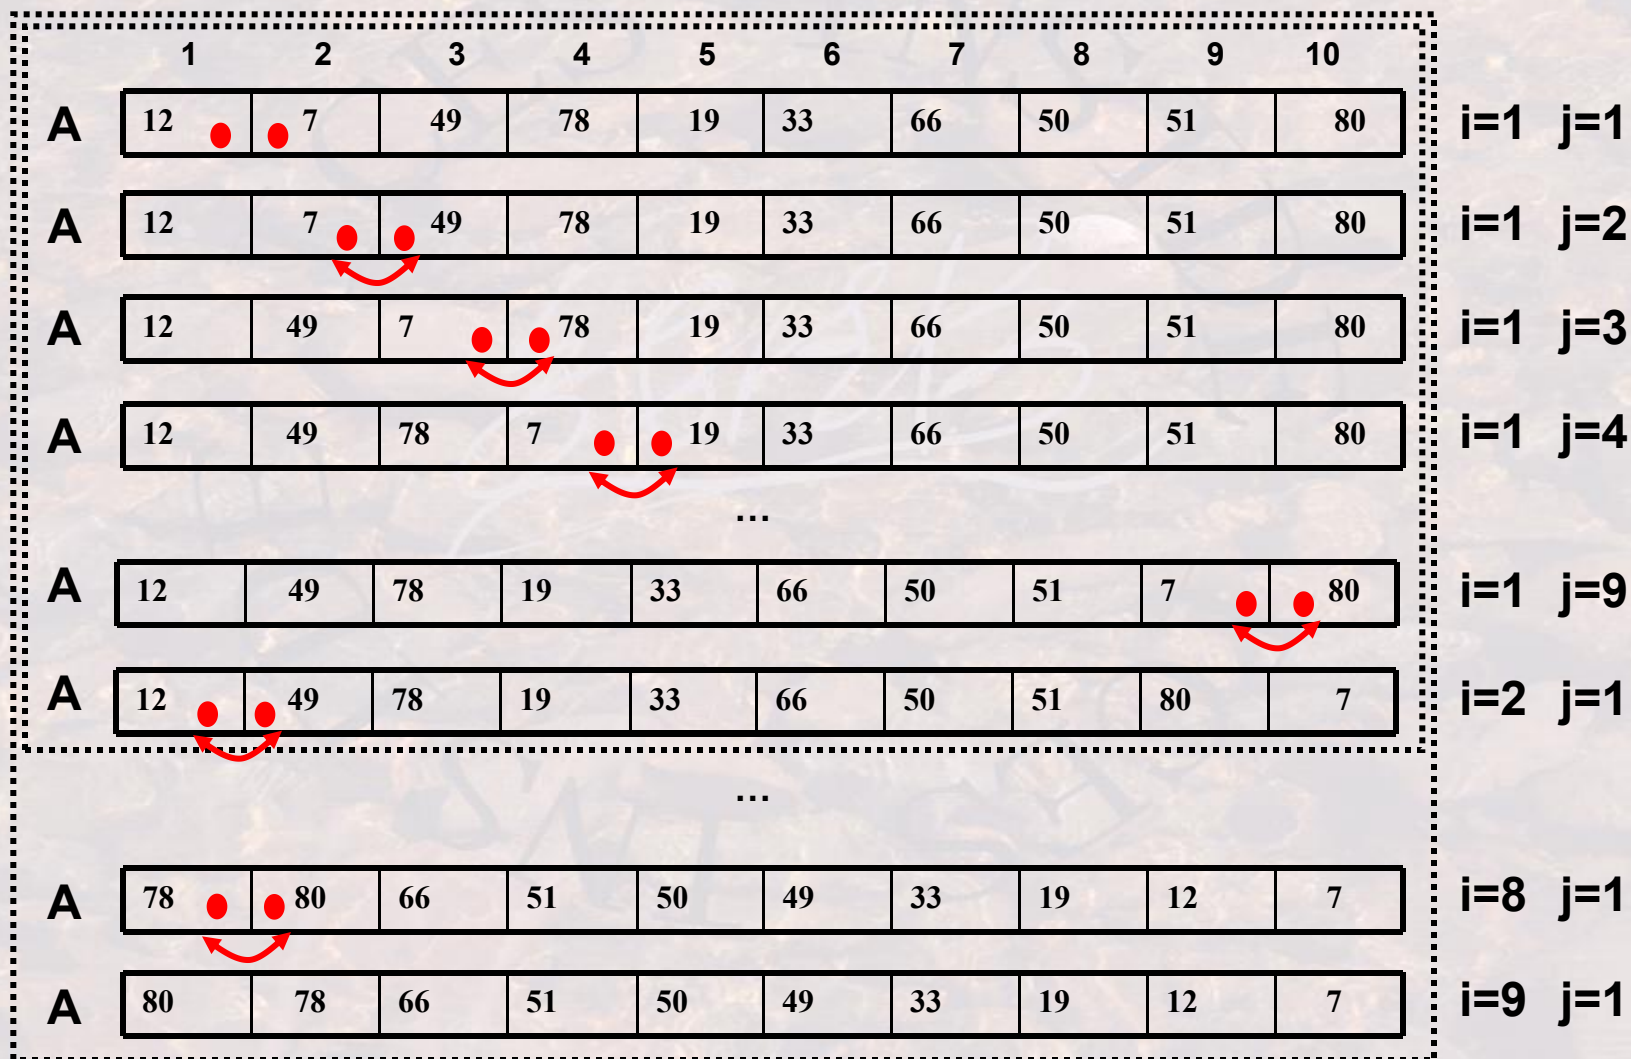 1 2 3 4 5 6 7 8 9 10
A 12 7 49 78 19 33 66 50 51 80 i=1 j=1
A 12 7 49 78 19 33 66 50 51 80 i=1 j=2
A 12 49 7 78 19 33 66 50 51 80 i=1 j=3
A 12 49 78 7 19 33 66 50 51 80 i=1 j=4
...
A 12 49 78 19 33 66 50 51 7 80 i=1 j=9
A 12 49 78 19 33 66 50 51 80 7 i=2 j=1
...
A 78 80 66 51 50 49 33 19 12 7 i=8 j=1
A 80 78 66 51 50 49 33 19 12 7 i=9 j=1